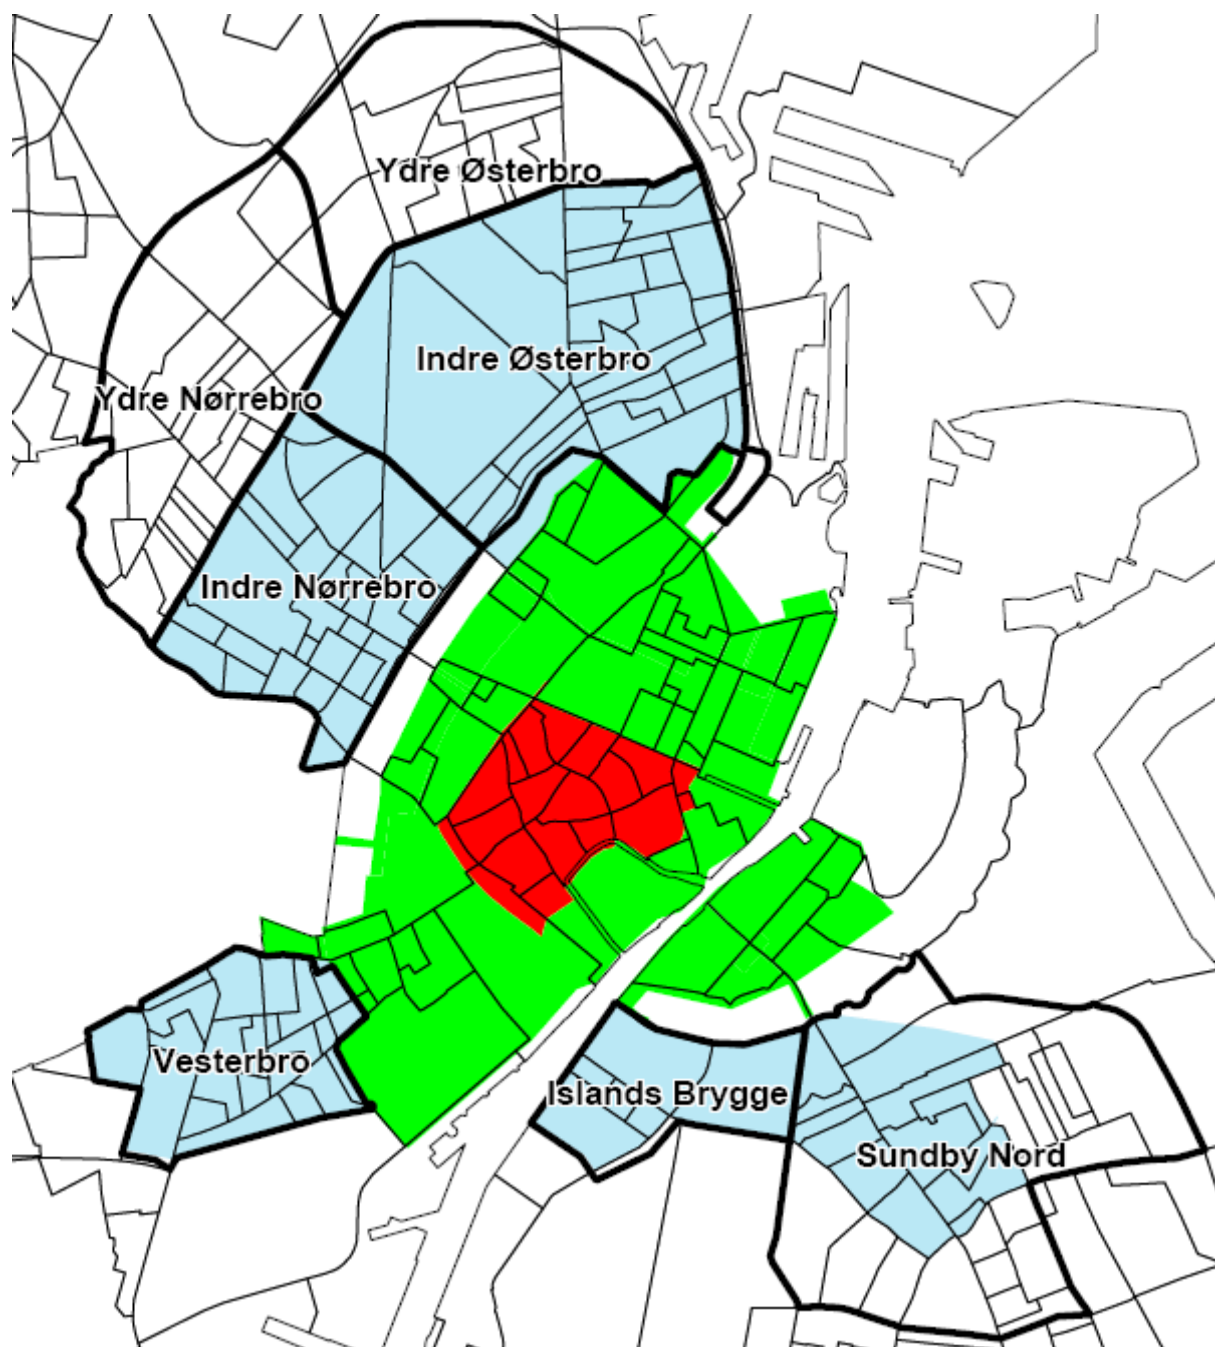 Ydre Østerbro
Indre Østerbro
Ydre Nørrebro
Indre Nørrebro
Vesterbro
Islands Brygge
Sundby Nord